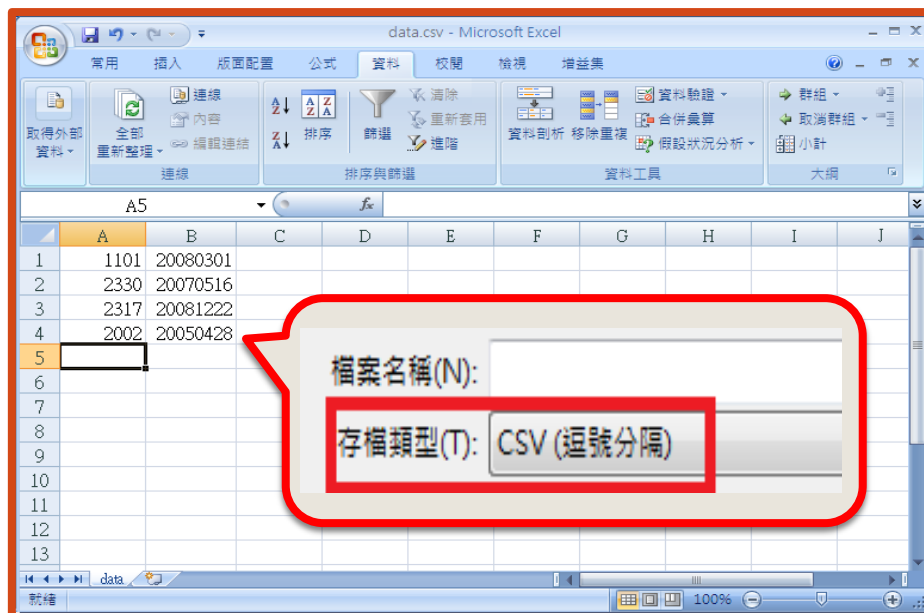 data.csv - Microsoft Excel
常用 插入 版面配置 公式 資料 校閱 檢視 增益集
取得外部資料
全部重新整理
連線
內容
編輯連結
連線
排序
篩選
清除
重新套用
進階
排序與篩選
資料剖析
移除重複
資料驗證
合併彙算
假設狀況分析
資料工具
群組
取消群組
小計
大綱
A5 fx
A B C D E F G H I J
1 1101 20080301
2 2330 20070516
3 2317 20081222
4 2002 20050428
5
6
7
8
9
10
11
12
13
檔案名稱(N):
存檔類型(T): CSV (逗號分隔)
data
就緒 100%